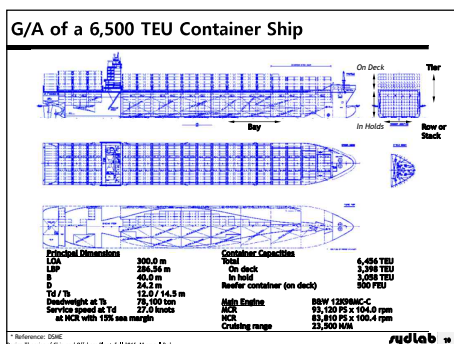 G/A of a 6,500 TEU Container Ship
On Deck
Tier
In Holds
Row or
Stack
Bay
Principal Dimensions
LOA 300.0 m
LBP 286.56 m
B 40.0 m
D 24.2 m
Td / Ts 12.0 / 14.5 m
Deadweight at Ts 78,100 ton
Service speed at Td 27.0 knots
at NCR with 15% sea margin
Container Capacities
Total 6,456 TEU
On deck 3,398 TEU
In hold 3,058 TEU
Reefer container (on deck) 500 FEU
Main Engine B&W 12K98MC-C
MCR 93,120 PS x 104.0 rpm
NCR 83,810 PS x 100.4 rpm
Cruising range 23,500 N/M
* Reference: DSME
sydlab 19